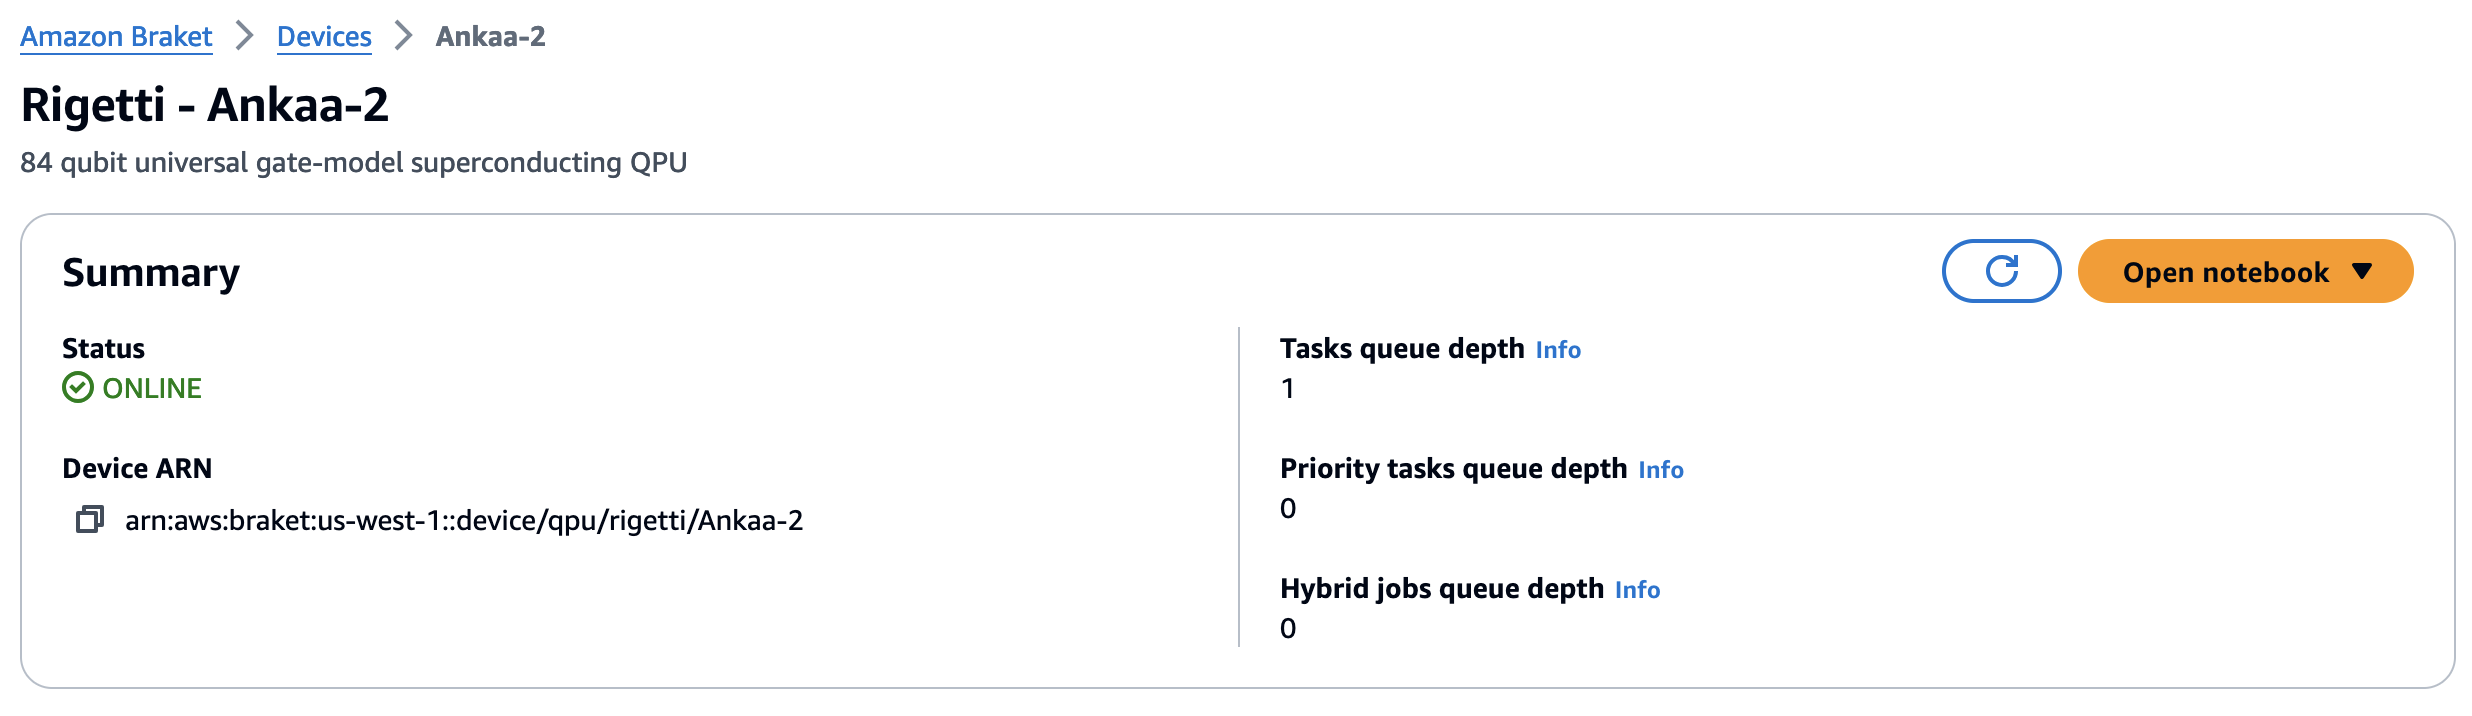 Amazon Braket > Devices > Ankaa-2
Rigetti - Ankaa-2
84 qubit universal gate-model superconducting QPU
Summary
Open notebook
Status
ONLINE
Device ARN
arn:aws:braket:us-west-1::device/qpu/rigetti/Ankaa-2
Tasks queue depth Info
1
Priority tasks queue depth Info
0
Hybrid jobs queue depth Info
0